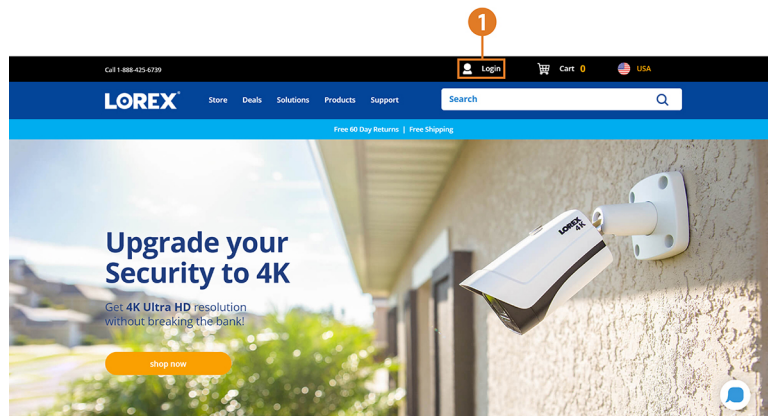 1
Call 1-888-425-6739
Login
Cart 0
USA
LOREX
Store Deals Solutions Products Support
Search
Free 60 Day Returns | Free Shipping
Upgrade your
Security to 4K
Get 4K Ultra HD resolution
without breaking the bank!
shop now
LOREX
4K